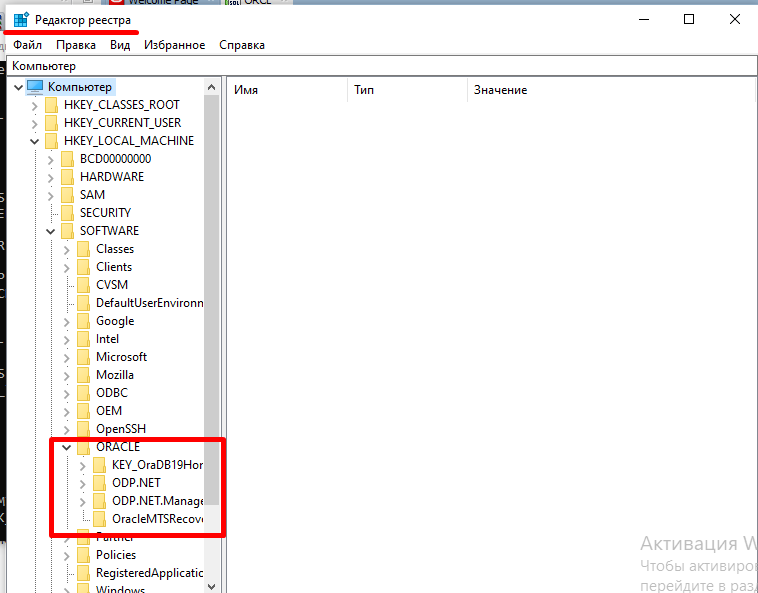 Welcome Page
ORCL
Редактор реестра
Файл Правка Вид Избранное Справка
Компьютер
Компьютер
HKEY_CLASSES_ROOT
HKEY_CURRENT_USER
HKEY_LOCAL_MACHINE
BCD00000000
HARDWARE
SAM
SECURITY
SOFTWARE
Classes
Clients
CVSM
DefaultUserEnvironn
Google
Intel
Microsoft
Mozilla
ODBC
OEM
OpenSSH
ORACLE
KEY_OraDB19Hor
ODP.NET
ODP.NET.Manage
OracleMTSRecove
Partner
Policies
RegisteredApplicatic
Windows
Имя Тип Значение
Активация W
Чтобы активиров
перейдите в разд